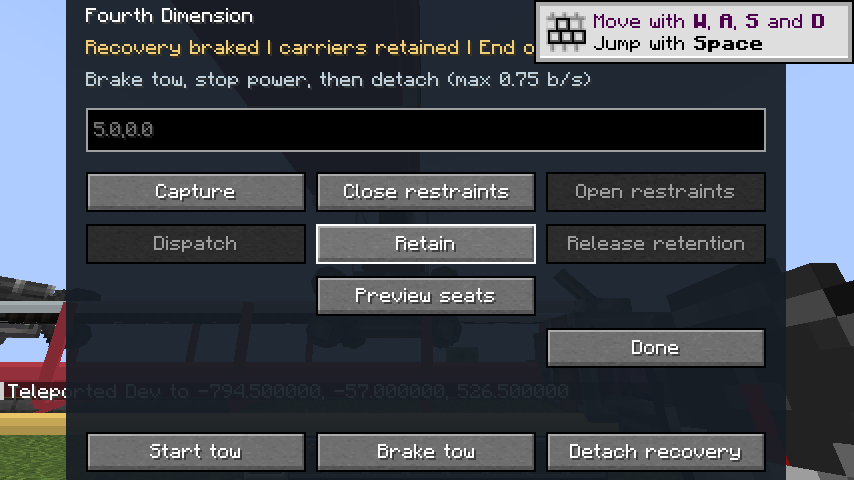 Fourth Dimension
Move with W, A, S and D
Jump with Space
Recovery braked | carriers retained | End o
Brake tow, stop power, then detach (max 0.75 b/s)
5.0,0.0
Capture
Close restraints
Open restraints
Dispatch
Retain
Release retention
Preview seats
Done
Teleported Dev to -794.500000, -57.000000, 526.500000
Start tow
Brake tow
Detach recovery